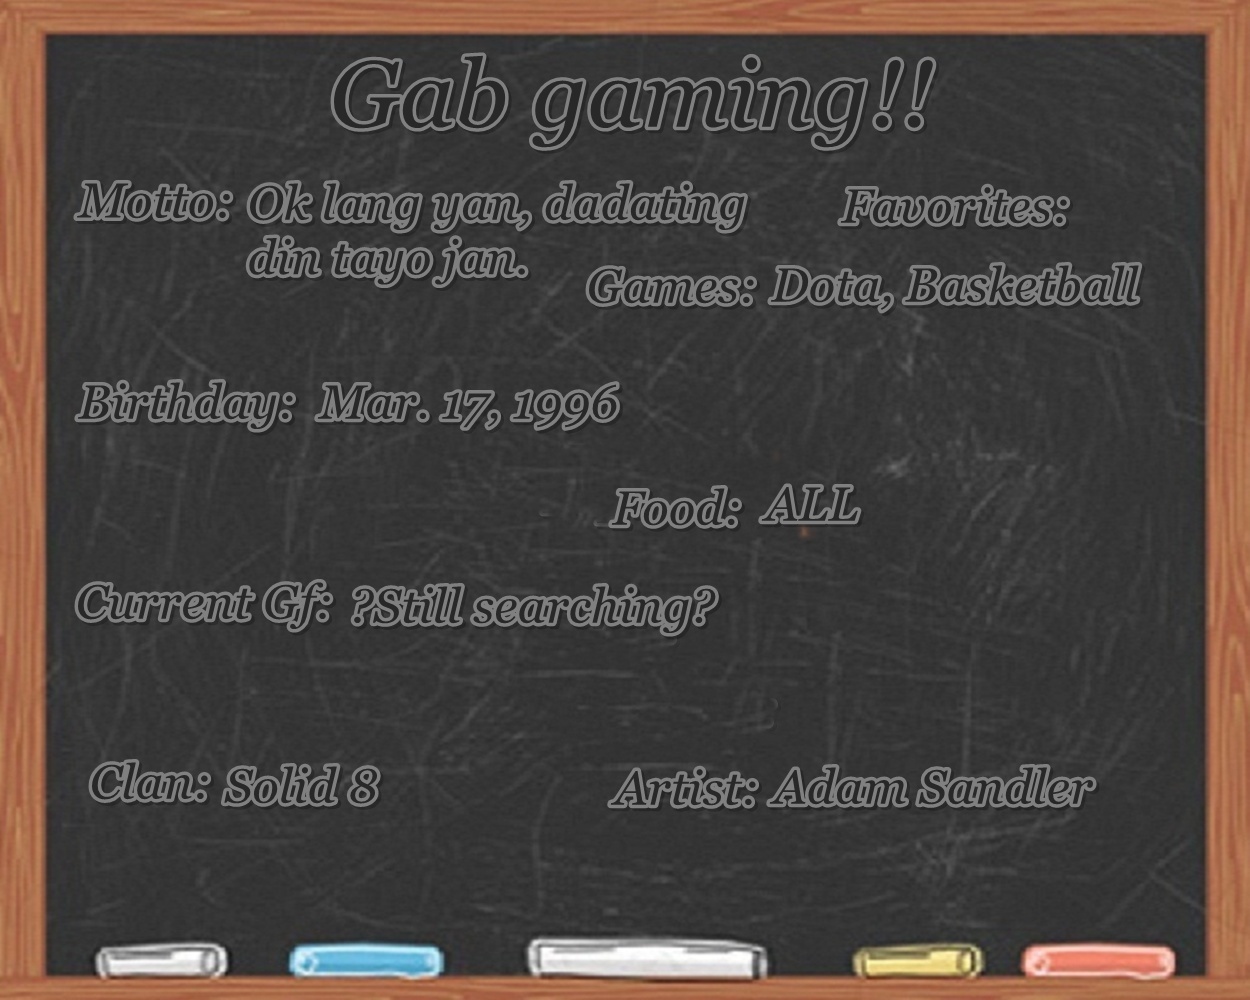 Gab gaming!!
Motto: Ok lang yan, dadating
din tayo jan.
Favorites:
Games: Dota, Basketball
Birthday: Mar. 17, 1996
Food: ALL
Current Gf: ?Still searching?
Clan: Solid 8
Artist: Adam Sandler